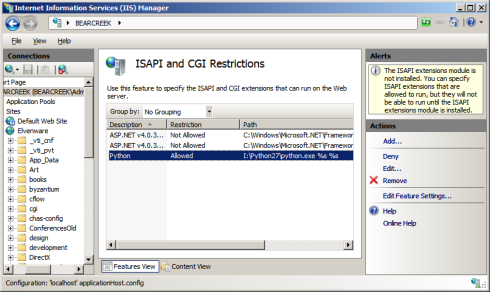 Internet Information Services (IIS) Manager
BEARCREEK
File View Help
Connections
rt Page
ARCREEK (BEARCREEK\Adm
Application Pools
Sites
Default Web Site
Elvenware
_vti_cnf
_vti_pvt
App_Data
Art
books
byzantium
cflow
cgi
chas-config
ConferencesOld
design
development
DirectX
ISAPI and CGI Restrictions
Use this feature to specify the ISAPI and CGI extensions that can run on the Web
server.
Group by: No Grouping
Description Restriction Path
ASP.NET v4.0.3... Not Allowed C:\Windows\Microsoft.NET\Framewor
ASP.NET v4.0.3... Not Allowed C:\Windows\Microsoft.NET\Framewor
Python Allowed I:\Python27\python.exe %s %s
Features View Content View
Alerts
The ISAPI extensions module is
not installed. You can specify
ISAPI extensions that are
allowed to run, but they will not
be able to run until the ISAPI
extensions module is installed.
Actions
Add...
Deny
Edit...
Remove
Edit Feature Settings...
Help
Online Help
Configuration: 'localhost' applicationHost.config